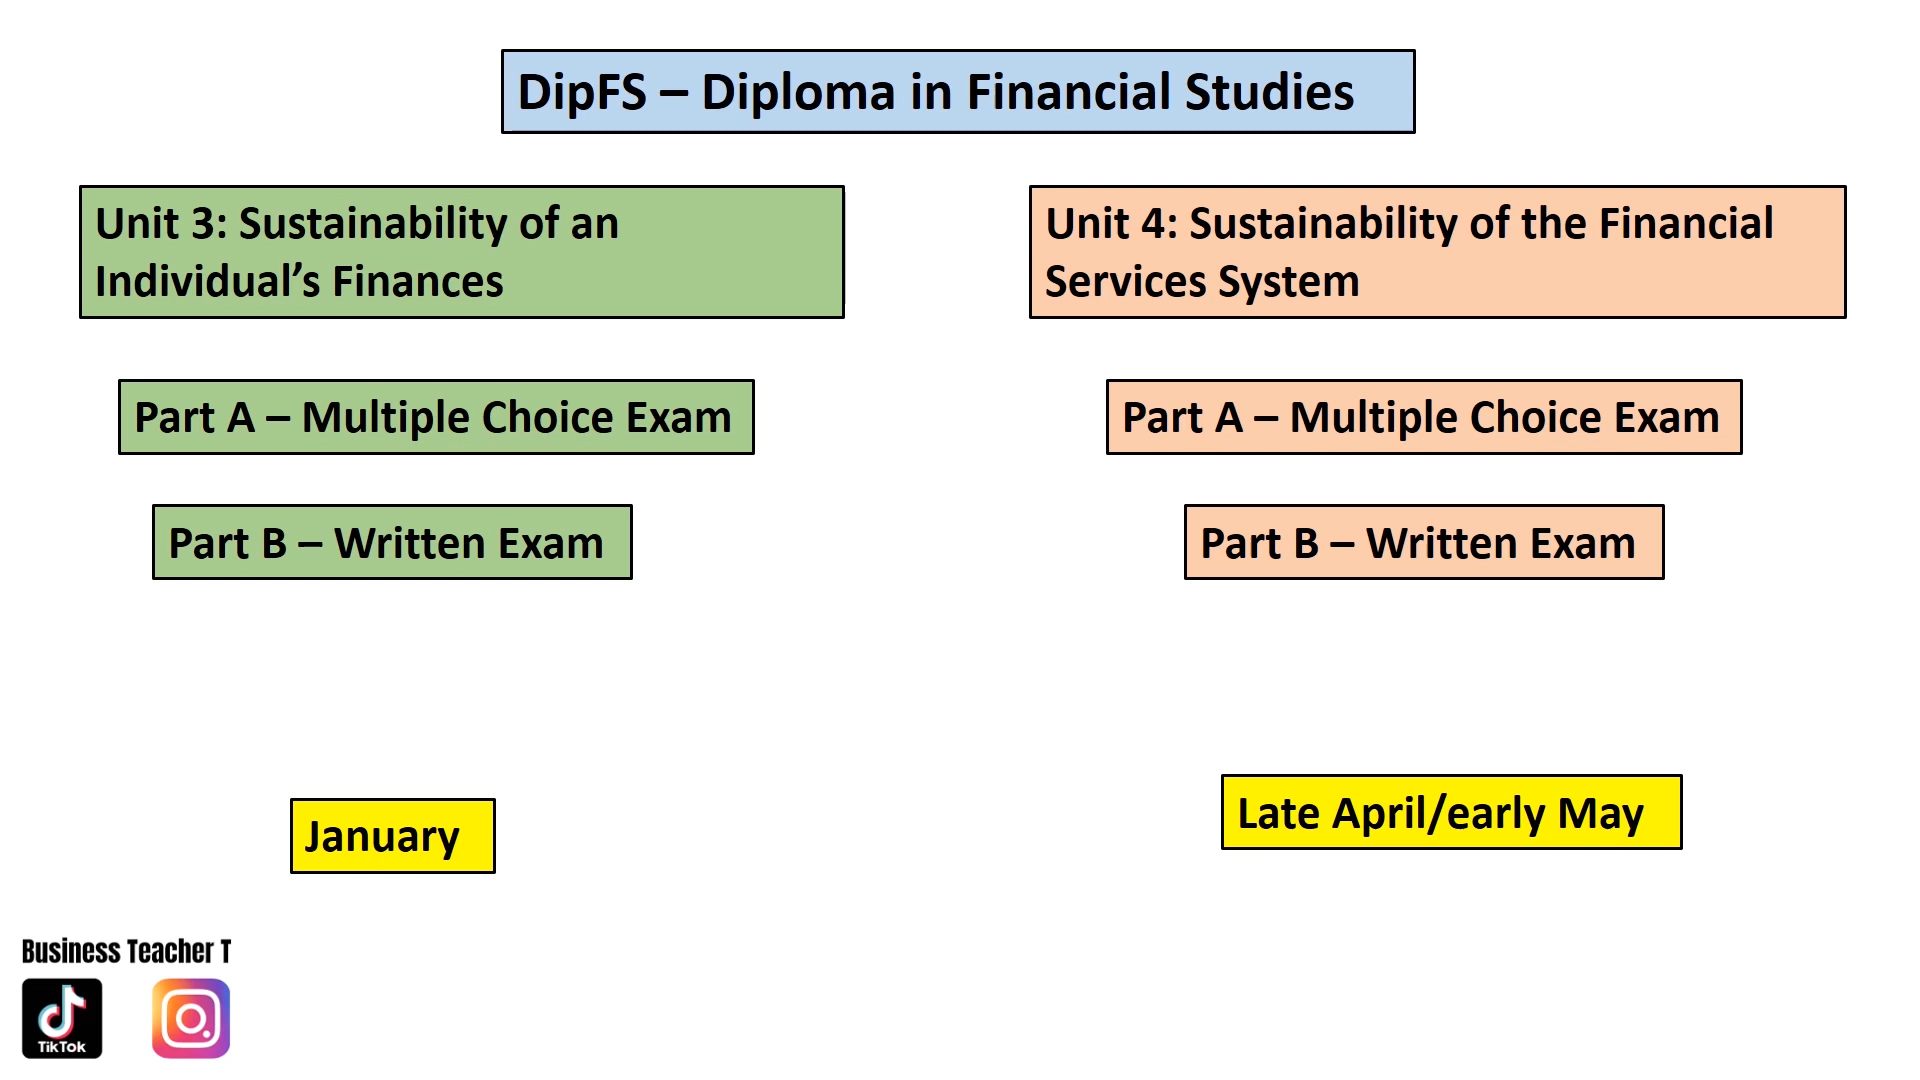 DipFS – Diploma in Financial Studies
Unit 3: Sustainability of an
Individual’s Finances
Unit 4: Sustainability of the Financial
Services System
Part A – Multiple Choice Exam
Part A – Multiple Choice Exam
Part B – Written Exam
Part B – Written Exam
January
Late April/early May
Business Teacher T
TikTok